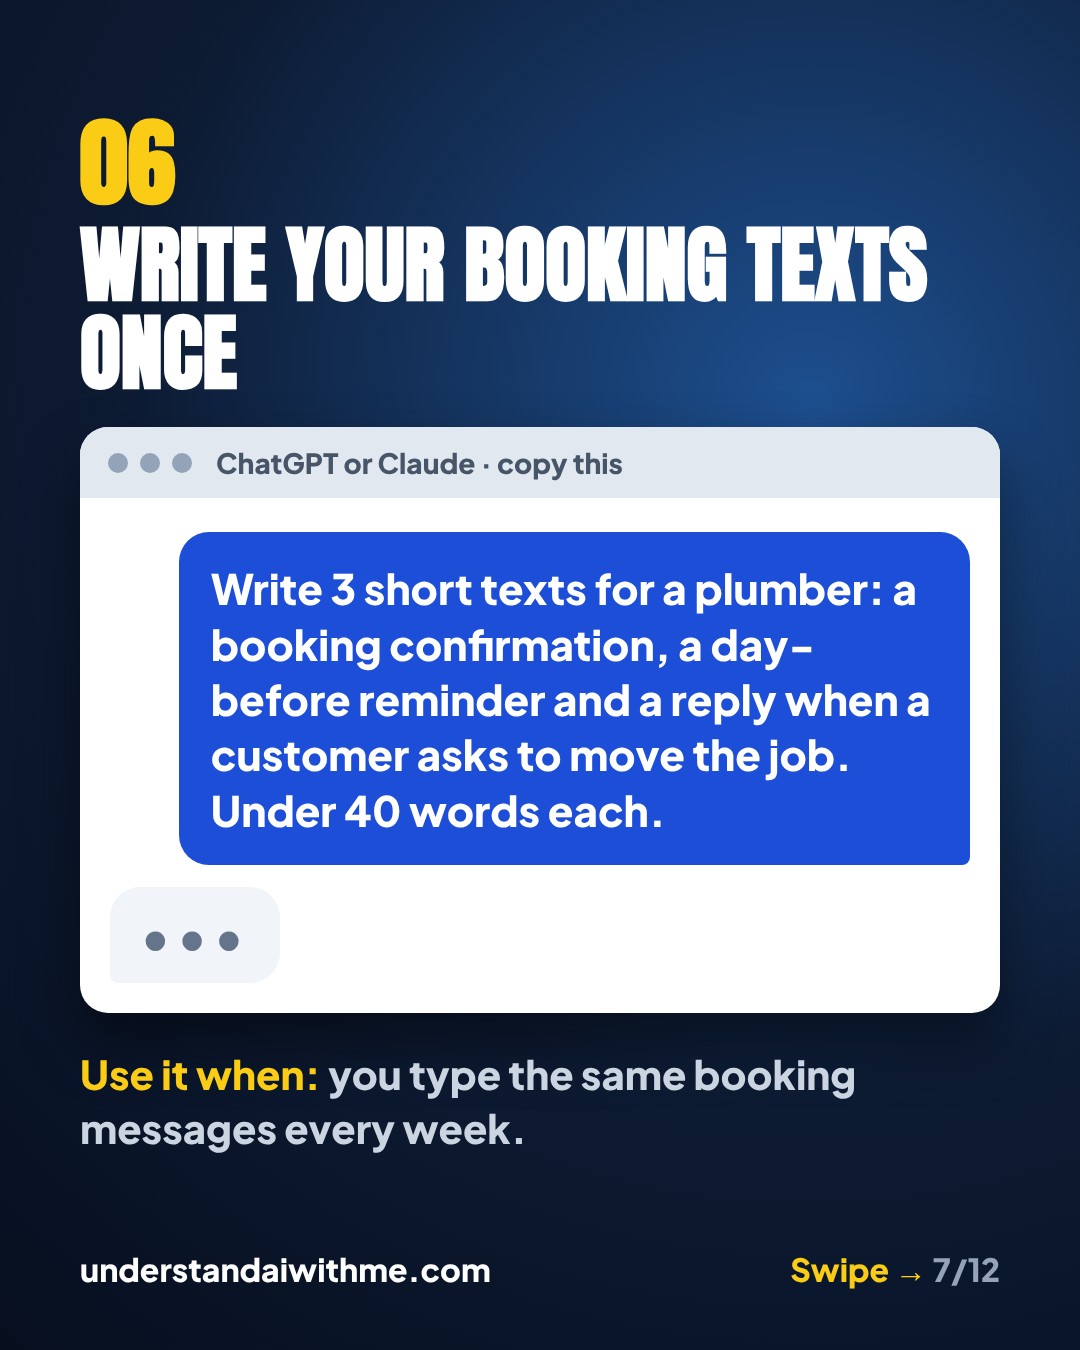 06
WRITE YOUR BOOKING TEXTS
ONCE
ChatGPT or Claude · copy this
Write 3 short texts for a plumber: a
booking confirmation, a day-
before reminder and a reply when a
customer asks to move the job.
Under 40 words each.
Use it when: you type the same booking
messages every week.
understandaiwithme.com
Swipe → 7/12